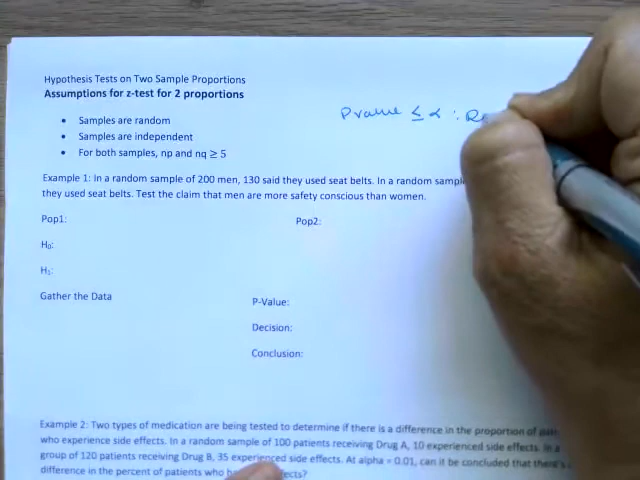 Hypothesis Tests on Two Sample Proportions
Assumptions for z-test for 2 proportions
Pvalue ≤ α :
• Samples are random
• Samples are independent
• For both samples, np and nq ≥ 5
Example 1: In a random sample of 200 men, 130 said they used seat belts. In a random
they used seat belts. Test the claim that men are more safety conscious than women.
Pop1: Pop2:
H₀:
H₁:
Gather the Data
P-Value:
Decision:
Conclusion:
Example 2: Two types of medication are being tested to determine if there is a difference in the proportion of
who experience side effects. In a random sample of 100 patients receiving Drug A, 10 experienced side effects. In a
group of 120 patients receiving Drug B, 35 experienced side effects. At alpha = 0.01, can it be concluded that there's
difference in the percent of patients who